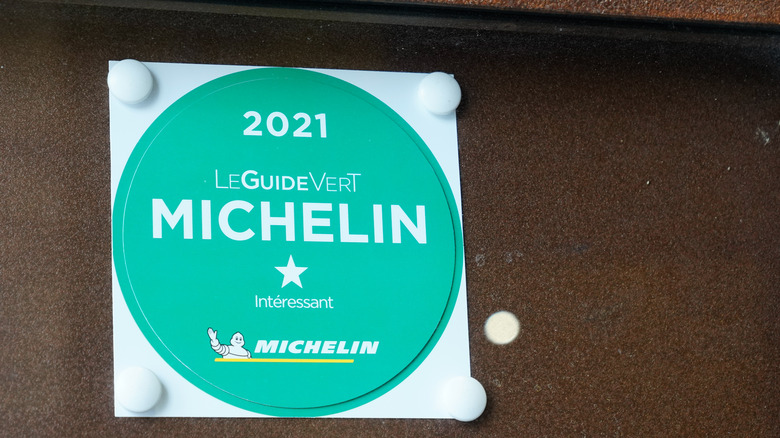 2021
LEGUIDEVERT
MICHELIN
Intéressant
MICHELIN